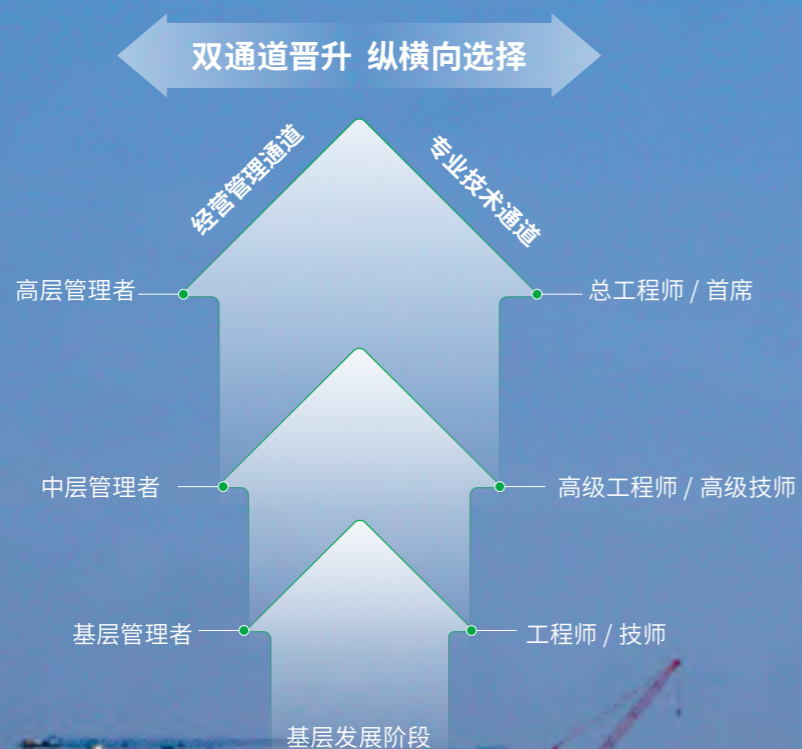 双通道晋升 纵横向选择
经营管理通道
专业技术通道
高层管理者
总工程师 / 首席
中层管理者
高级工程师 / 高级技师
基层管理者
工程师 / 技师
基层发展阶段